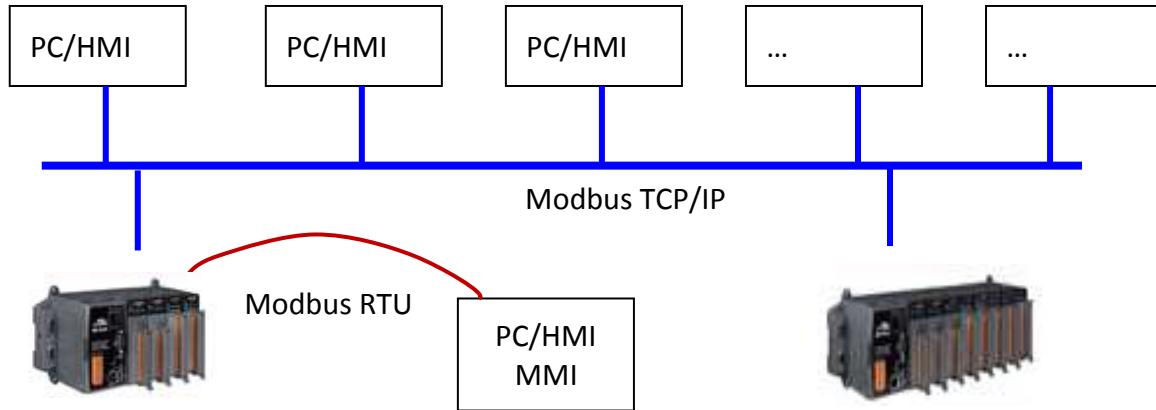 PC/HMI
PC/HMI
PC/HMI
...
...
Modbus TCP/IP
Modbus RTU
PC/HMI
MMI